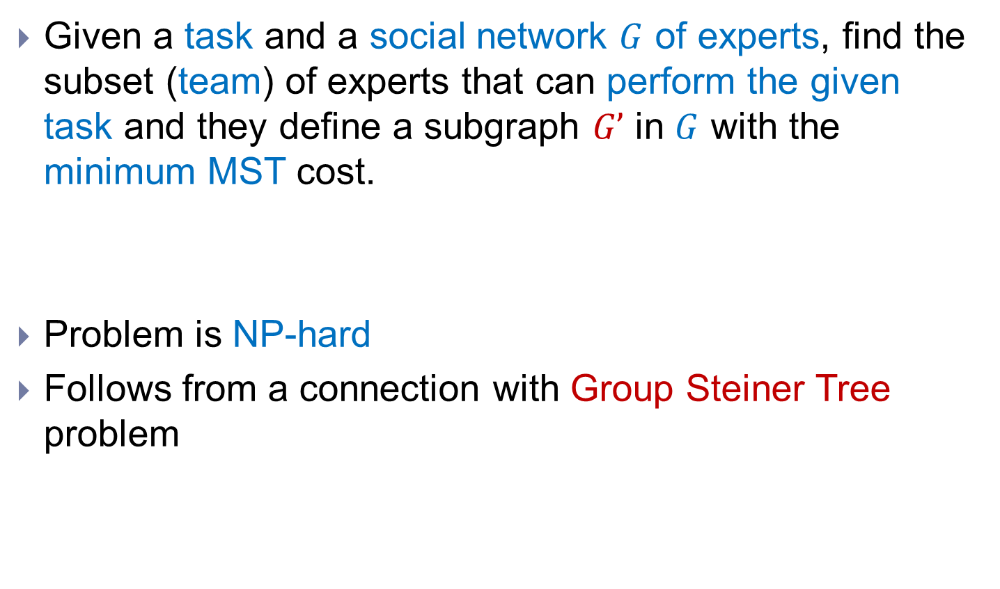 Given a task and a social network G of experts, find the
subset (team) of experts that can perform the given
task and they define a subgraph G’ in G with the
minimum MST cost.
Problem is NP-hard
Follows from a connection with Group Steiner Tree
problem